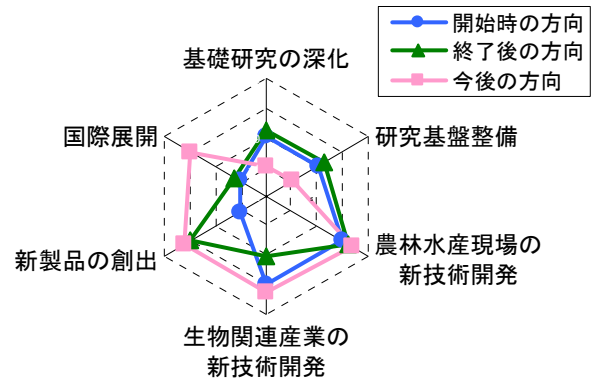 開始時の方向
終了後の方向
今後の方向
基礎研究の深化
国際展開
研究基盤整備
新製品の創出
農林水産現場の
新技術開発
生物関連産業の
新技術開発